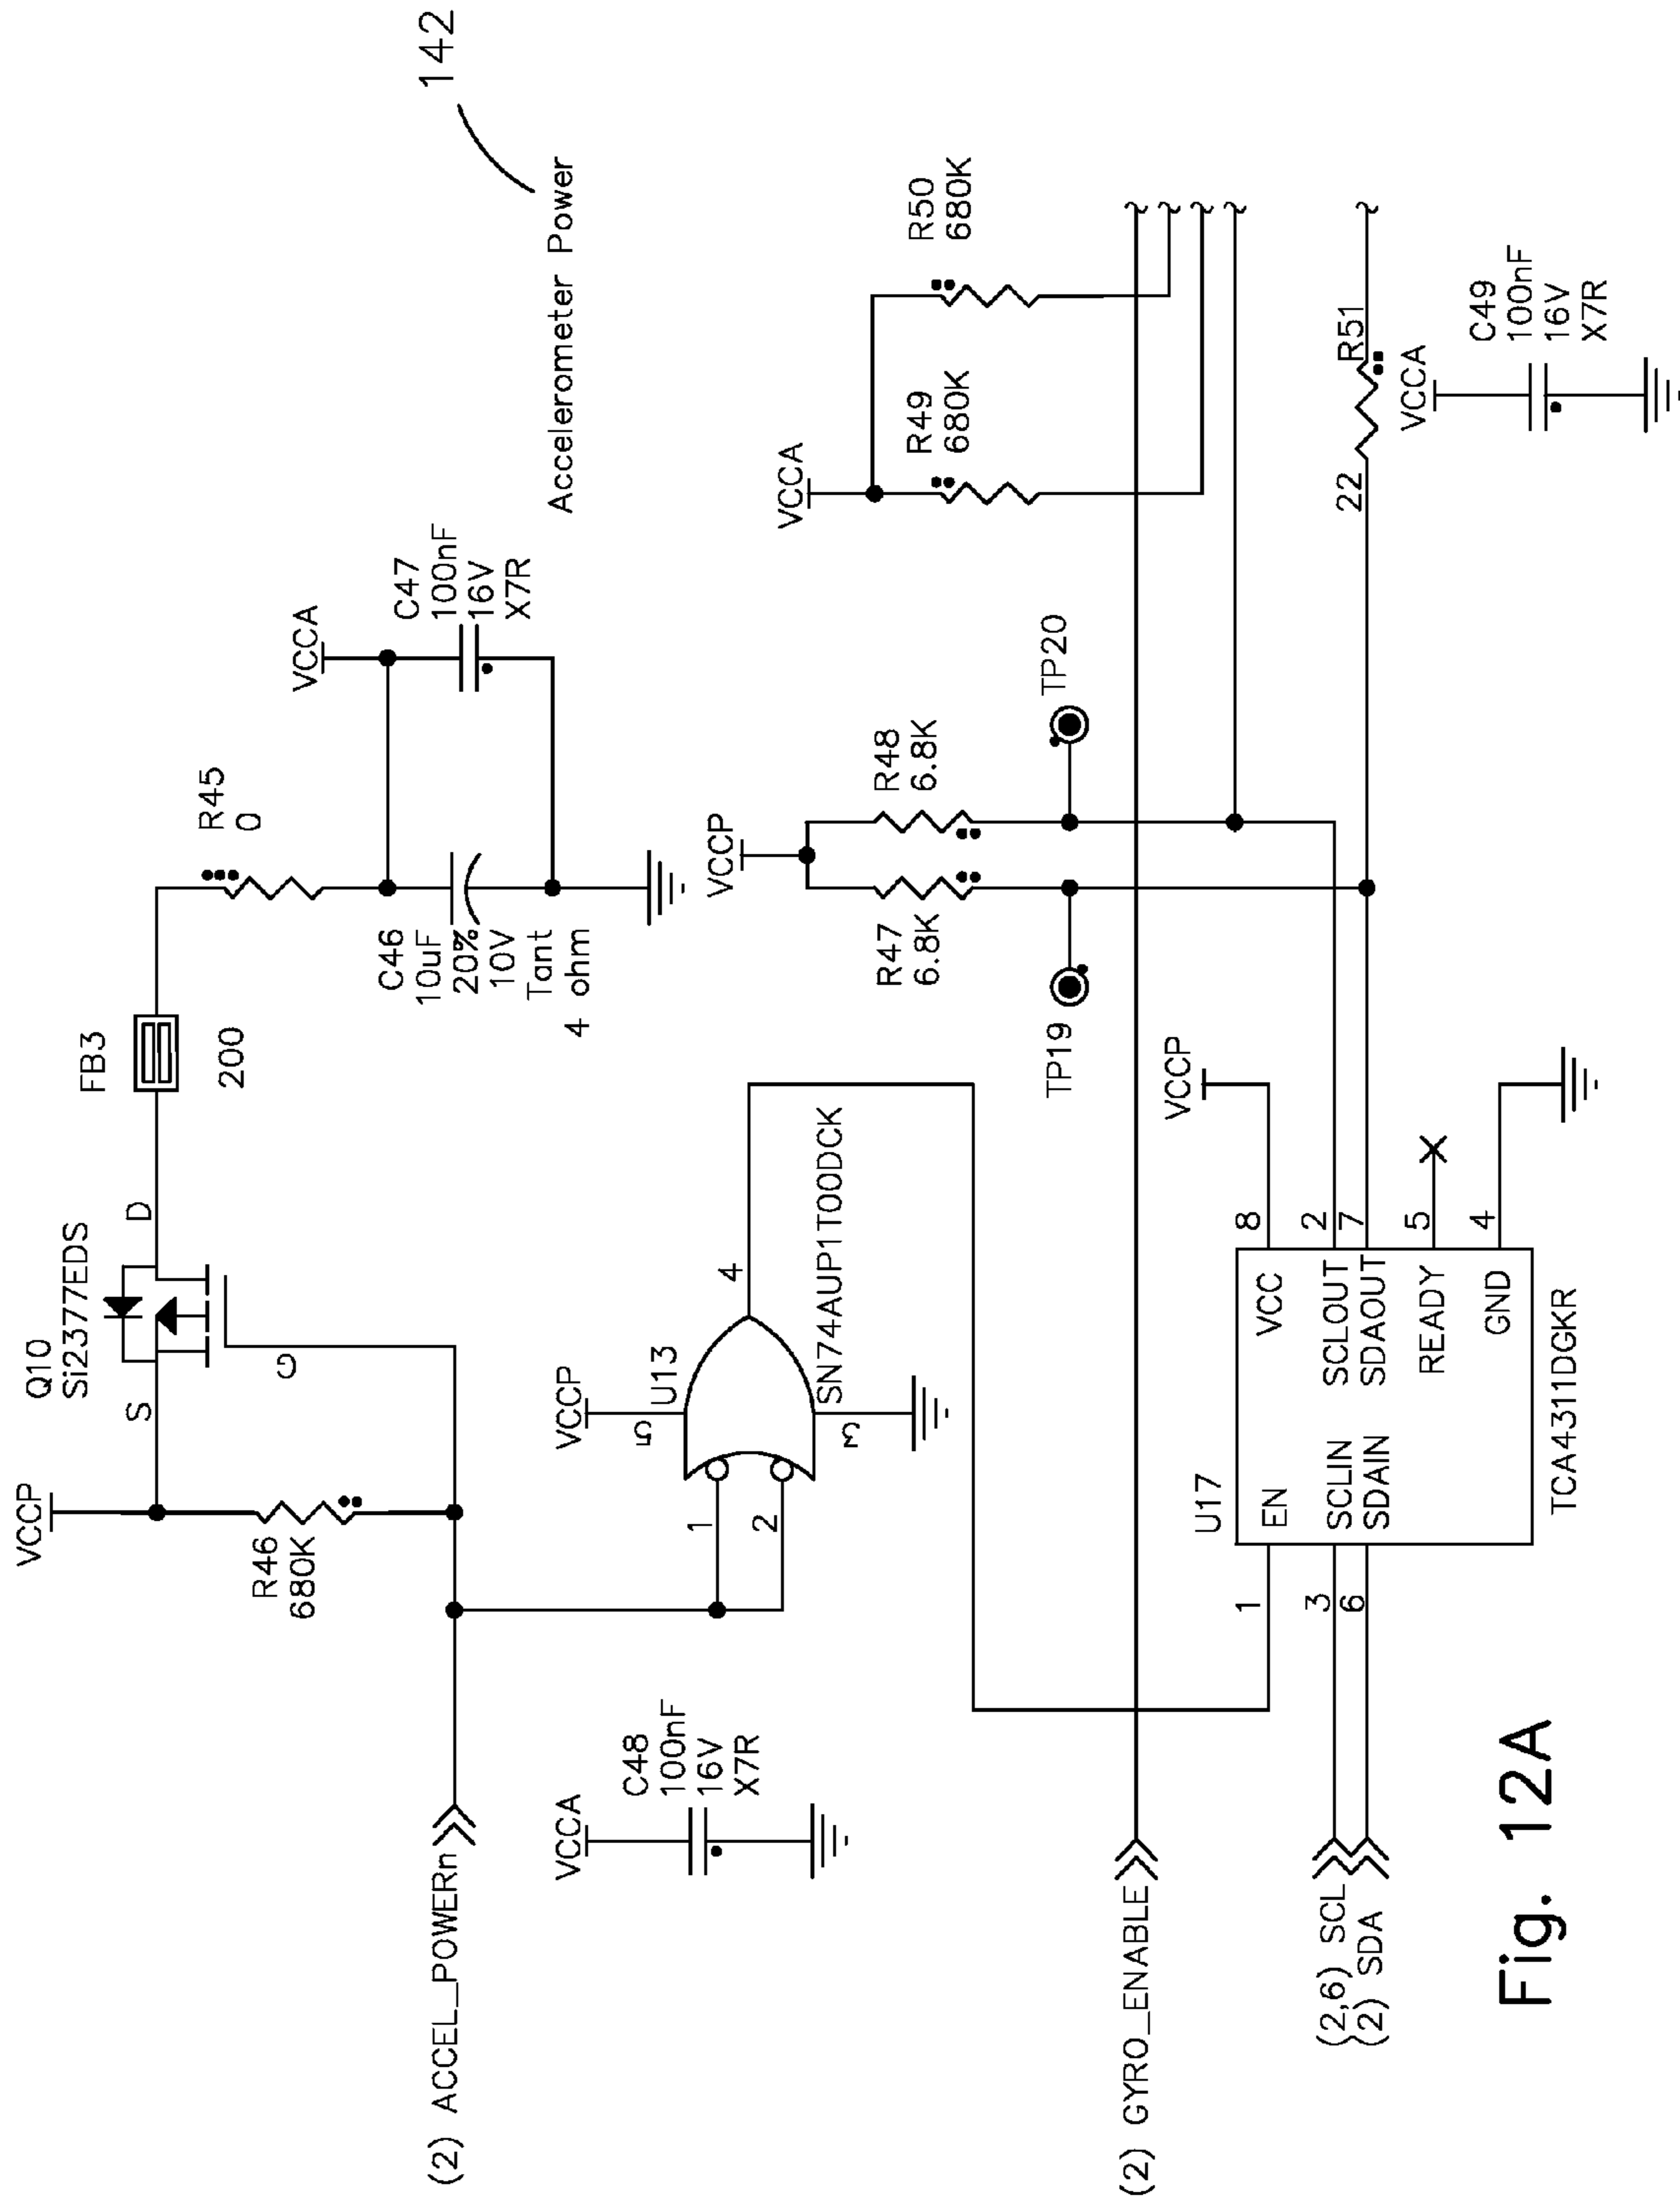 142
Accelerometer Power
VCCP
Q10
Si2377EDS
S
D
G
FB3
200
R45
0
VCCA
R46
680K
C46
10uF
20%
10V
Tant
4 ohm
C47
100nF
16V
X7R
(2) ACCEL_POWERn
VCCA
C48
100nF
16V
X7R
1
2
VCCP
5
U13
3
4
SN74AUP1T00DCK
VCCP
R47
6.8K
R48
6.8K
TP19
TP20
VCCA
R49
680K
R50
680K
(2) GYRO_ENABLE
(2,6) SCL
(2) SDA
U17
1
3
6
EN
SCLIN
SDAIN
VCC
SCLOUT
SDAOUT
READY
GND
8
2
7
5
4
TCA4311DGKR
VCCP
22
R51
VCCA
C49
100nF
16V
X7R
Fig. 12A